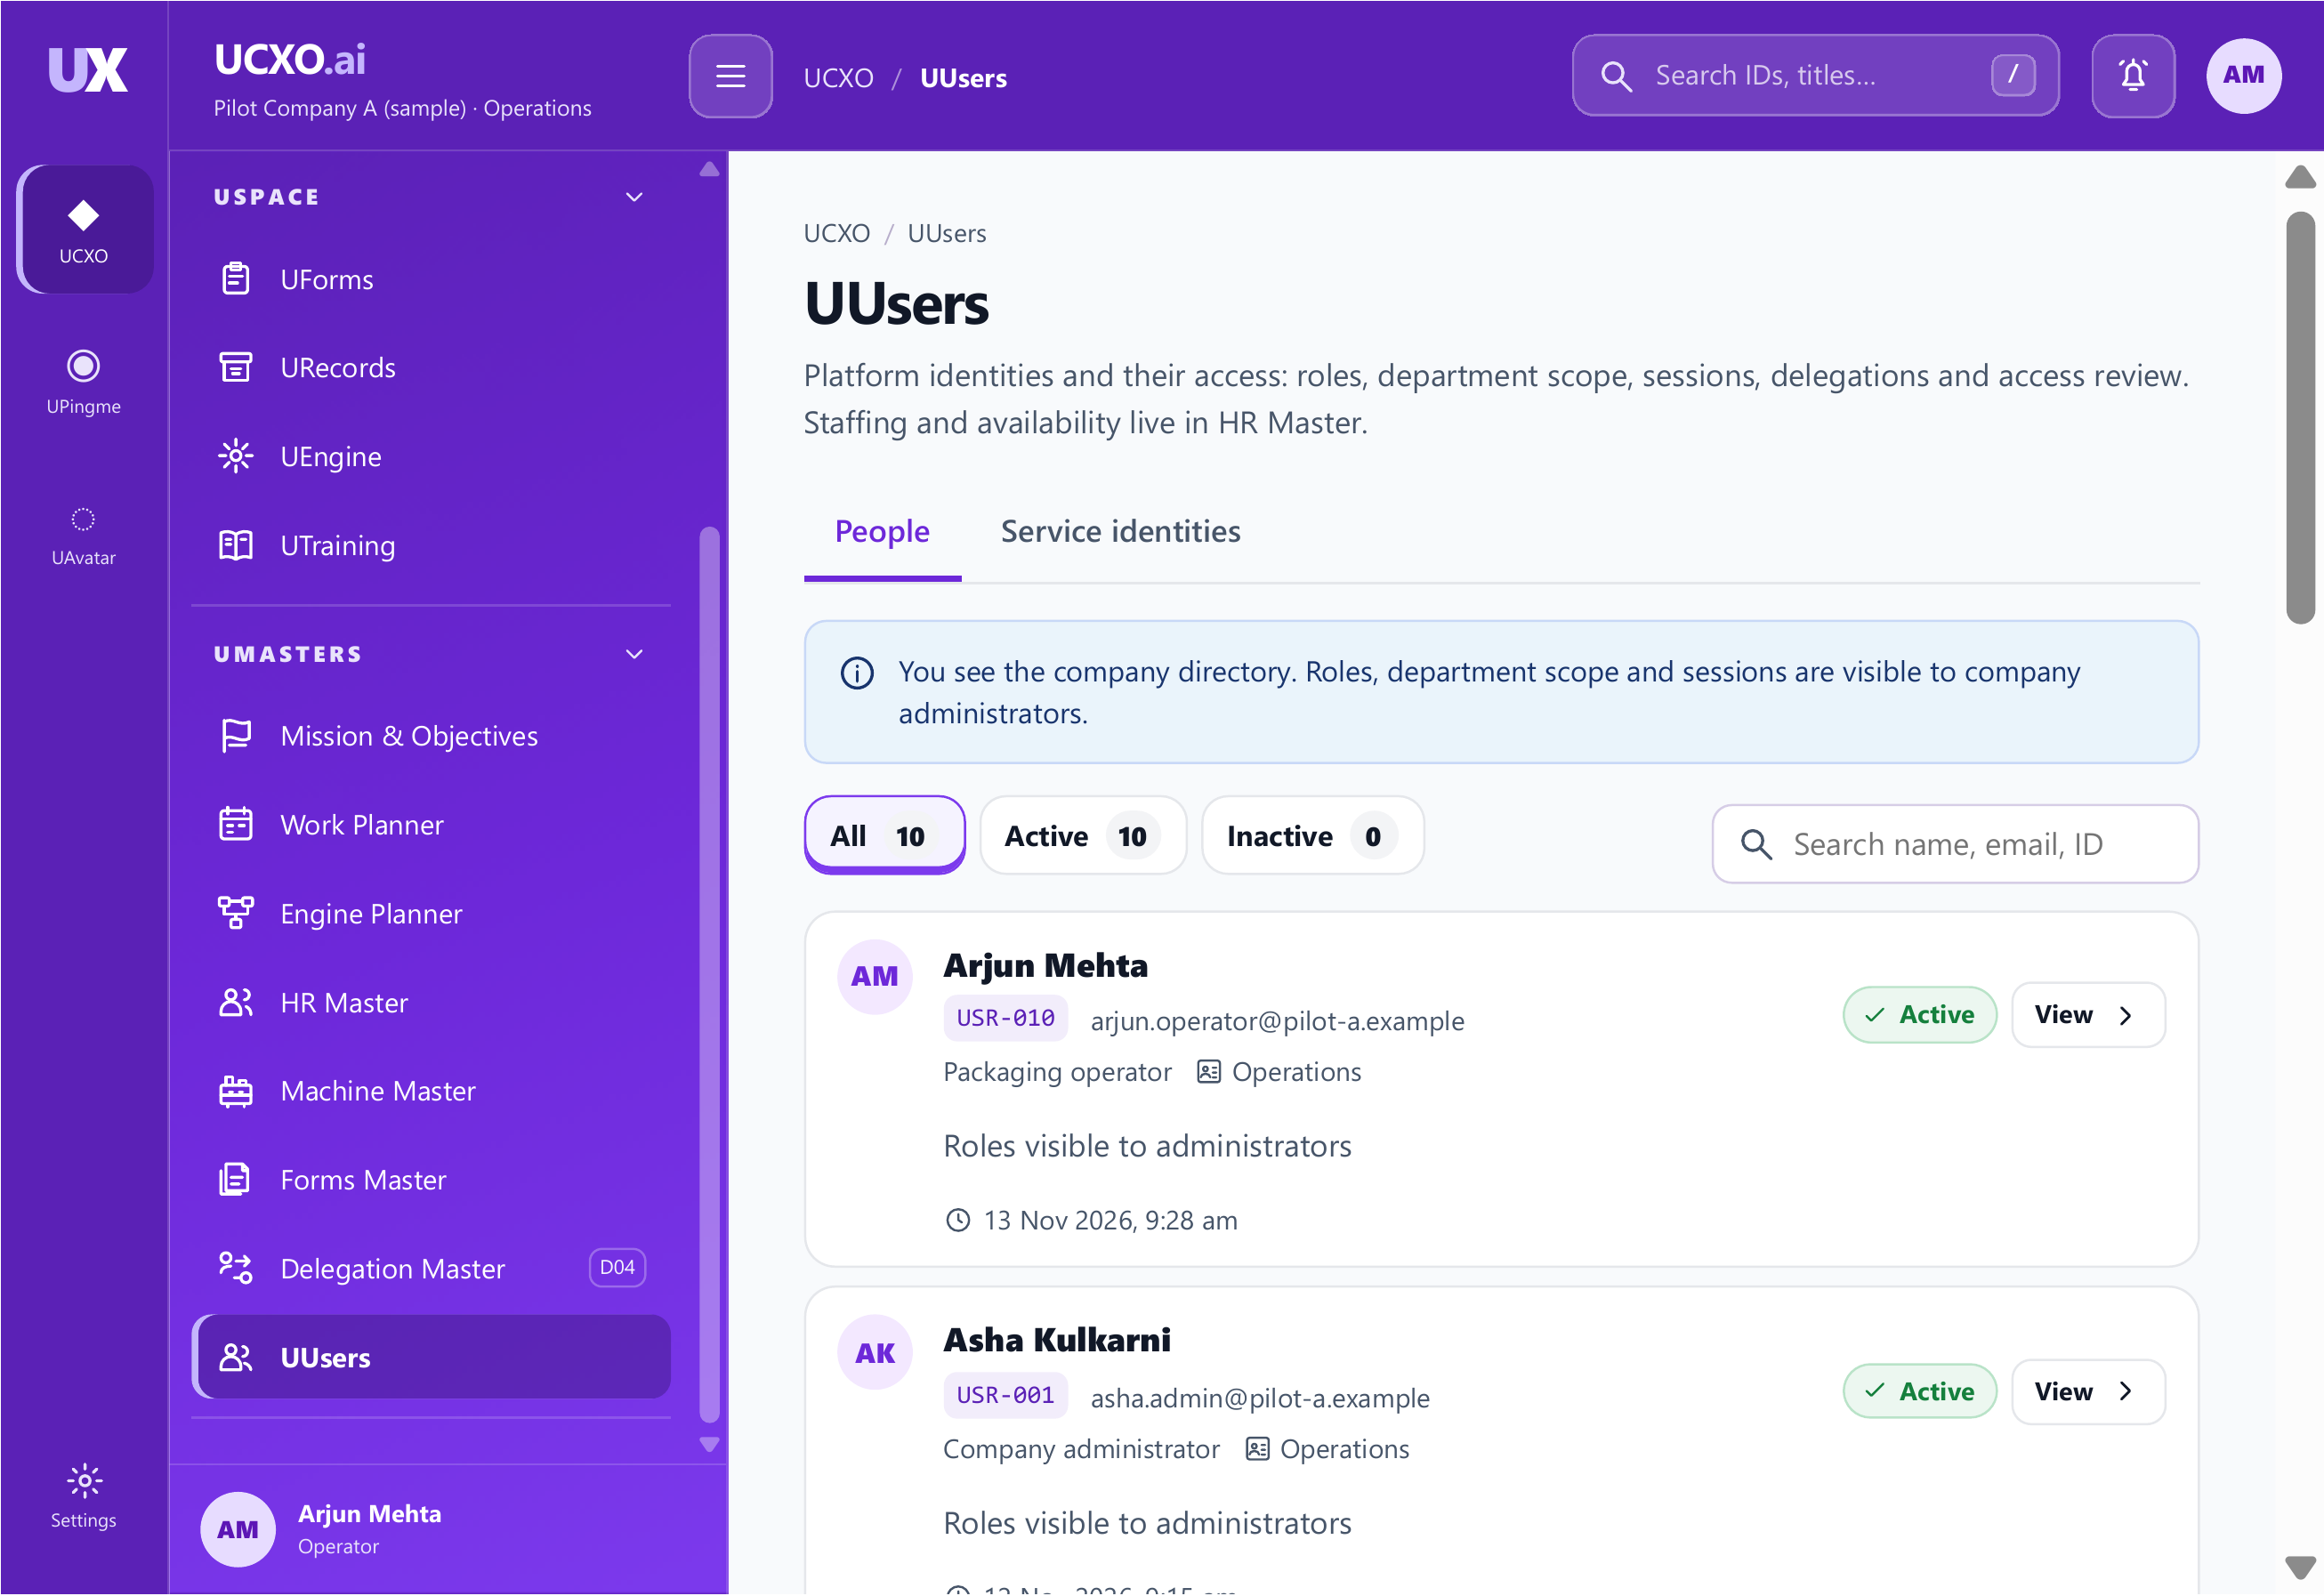 UX
UCXO.ai
Pilot Company A (sample) · Operations
UCXO / UUsers
Search IDs, titles...
/
AM
UCXO
UPingme
UAvatar
Settings
USPACE
UForms
URecords
UEngine
UTraining
UMASTERS
Mission & Objectives
Work Planner
Engine Planner
HR Master
Machine Master
Forms Master
Delegation Master D04
UUsers
AM
Arjun Mehta
Operator
UCXO / UUsers
UUsers
Platform identities and their access: roles, department scope, sessions, delegations and access review.
Staffing and availability live in HR Master.
People Service identities
You see the company directory. Roles, department scope and sessions are visible to company
administrators.
All 10 Active 10 Inactive 0
Search name, email, ID
AM
Arjun Mehta
USR-010 arjun.operator@pilot-a.example
Packaging operator Operations
Roles visible to administrators
13 Nov 2026, 9:28 am
Active View
AK
Asha Kulkarni
USR-001 asha.admin@pilot-a.example
Company administrator Operations
Roles visible to administrators
Active View